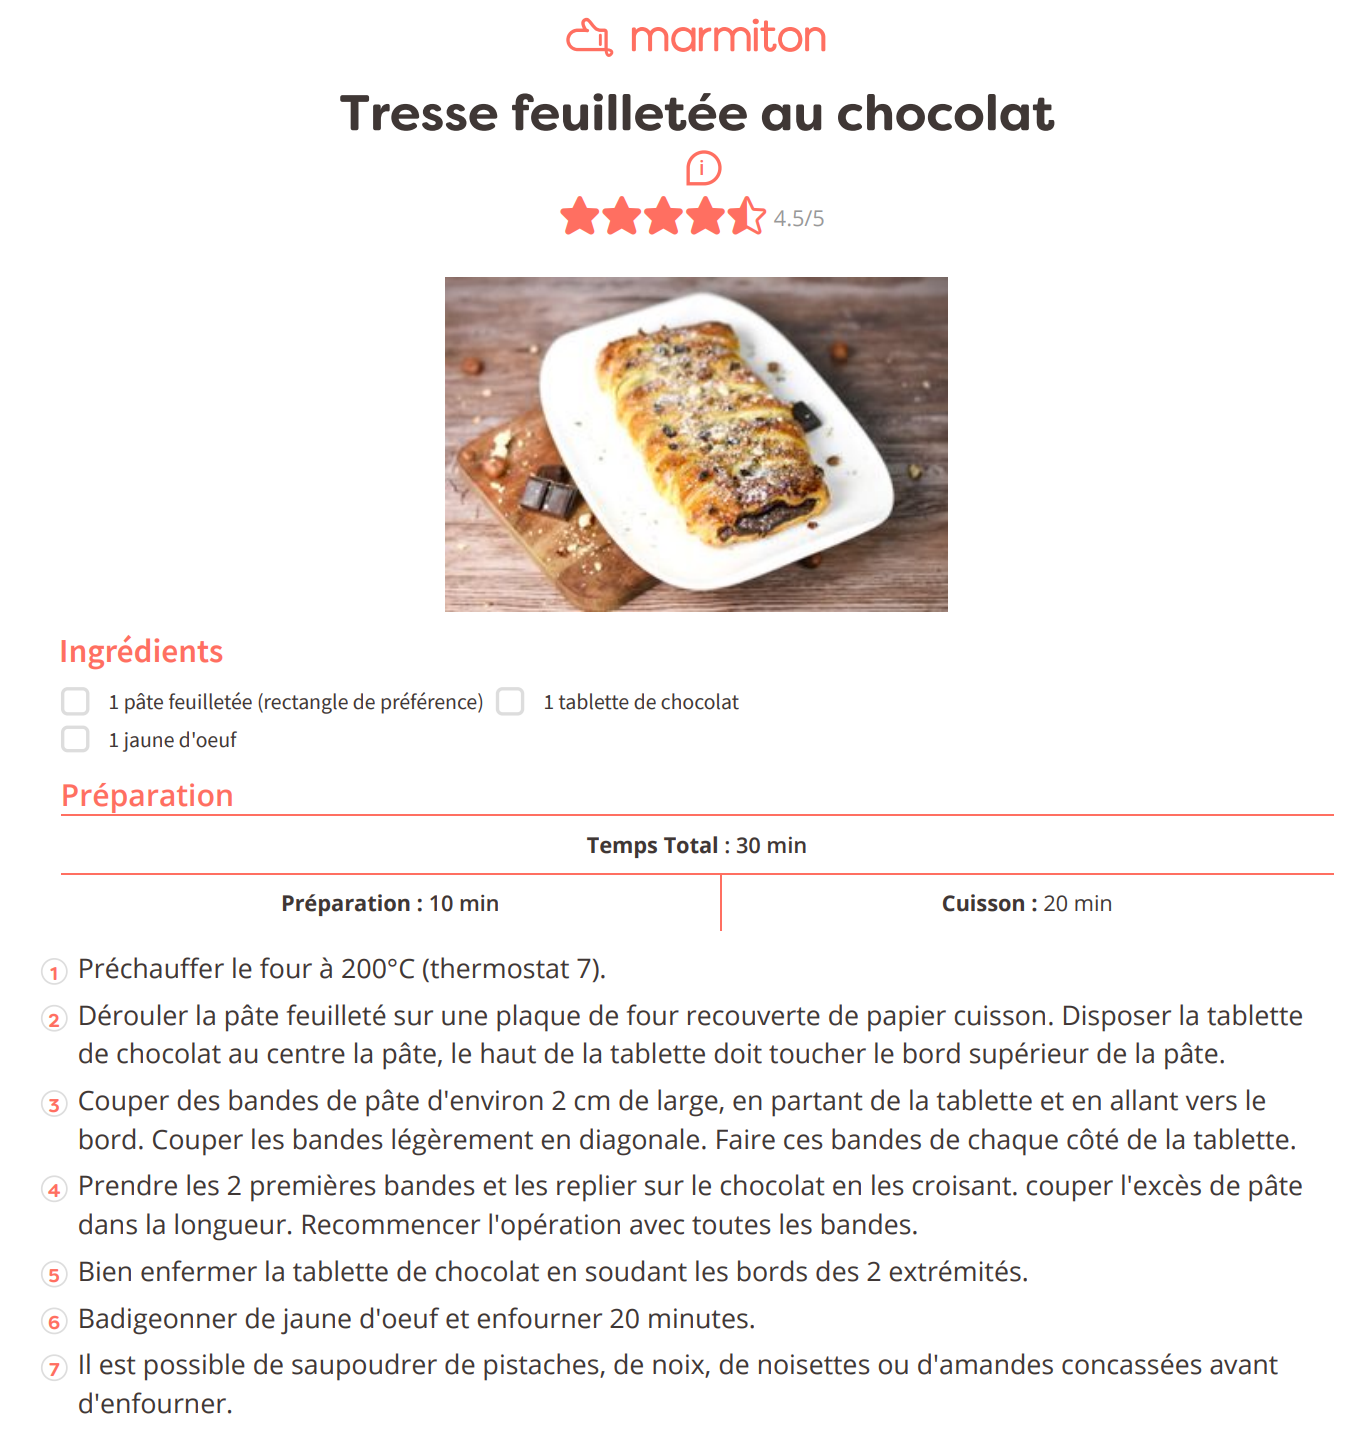 marmiton
Tresse feuilletée au chocolat
i
4.5/5
Ingrédients
1 pâte feuilletée (rectangle de préférence) 1 tablette de chocolat
1 jaune d'oeuf
Préparation
Temps Total : 30 min
Préparation : 10 min Cuisson : 20 min
1 Préchauffer le four à 200°C (thermostat 7).
2 Dérouler la pâte feuilleté sur une plaque de four recouverte de papier cuisson. Disposer la tablette
de chocolat au centre la pâte, le haut de la tablette doit toucher le bord supérieur de la pâte.
3 Couper des bandes de pâte d'environ 2 cm de large, en partant de la tablette et en allant vers le
bord. Couper les bandes légèrement en diagonale. Faire ces bandes de chaque côté de la tablette.
4 Prendre les 2 premières bandes et les replier sur le chocolat en les croisant. couper l'excès de pâte
dans la longueur. Recommencer l'opération avec toutes les bandes.
5 Bien enfermer la tablette de chocolat en soudant les bords des 2 extrémités.
6 Badigeonner de jaune d'oeuf et enfourner 20 minutes.
7 Il est possible de saupoudrer de pistaches, de noix, de noisettes ou d'amandes concassées avant
d'enfourner.